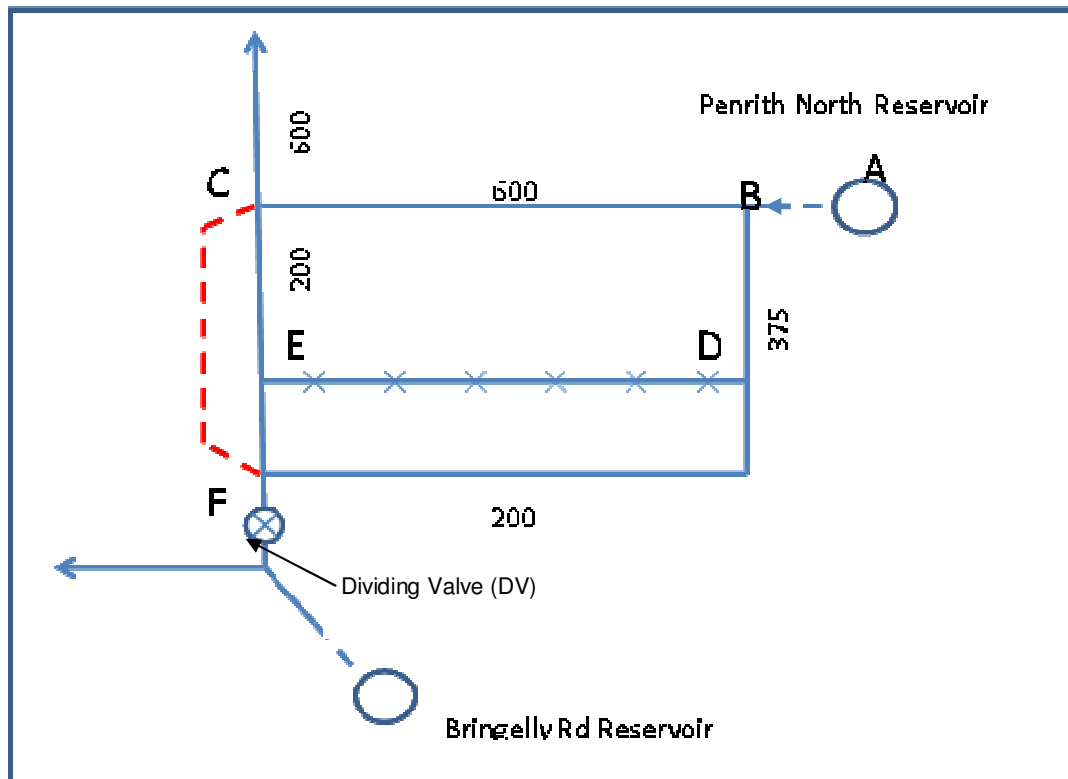 Penrith North Reservoir
A
600
C
600
B
200
375
E
D
F
200
Dividing Valve (DV)
Bringelly Rd Reservoir